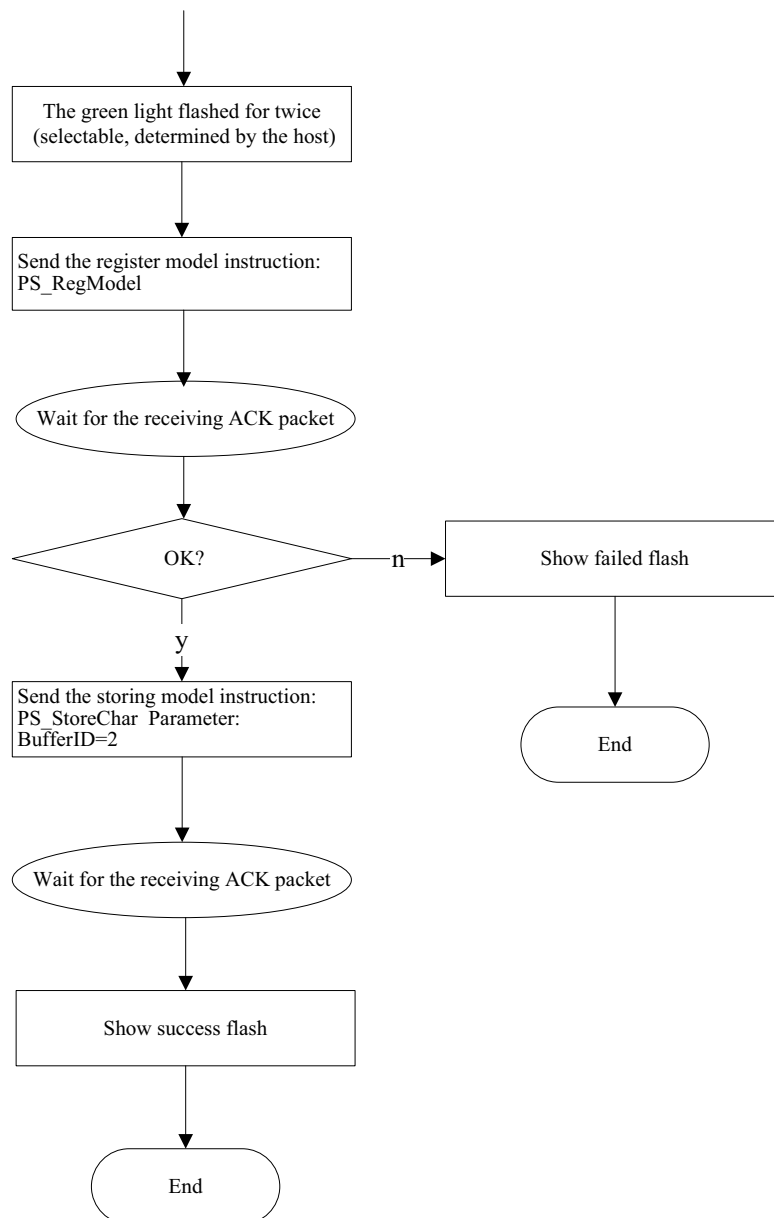 The green light flashed for twice
(selectable, determined by the host)
Send the register model instruction:
PS_RegModel
Wait for the receiving ACK packet
OK?
n
Show failed flash
y
Send the storing model instruction:
PS_StoreChar Parameter:
BufferID=2
End
Wait for the receiving ACK packet
Show success flash
End